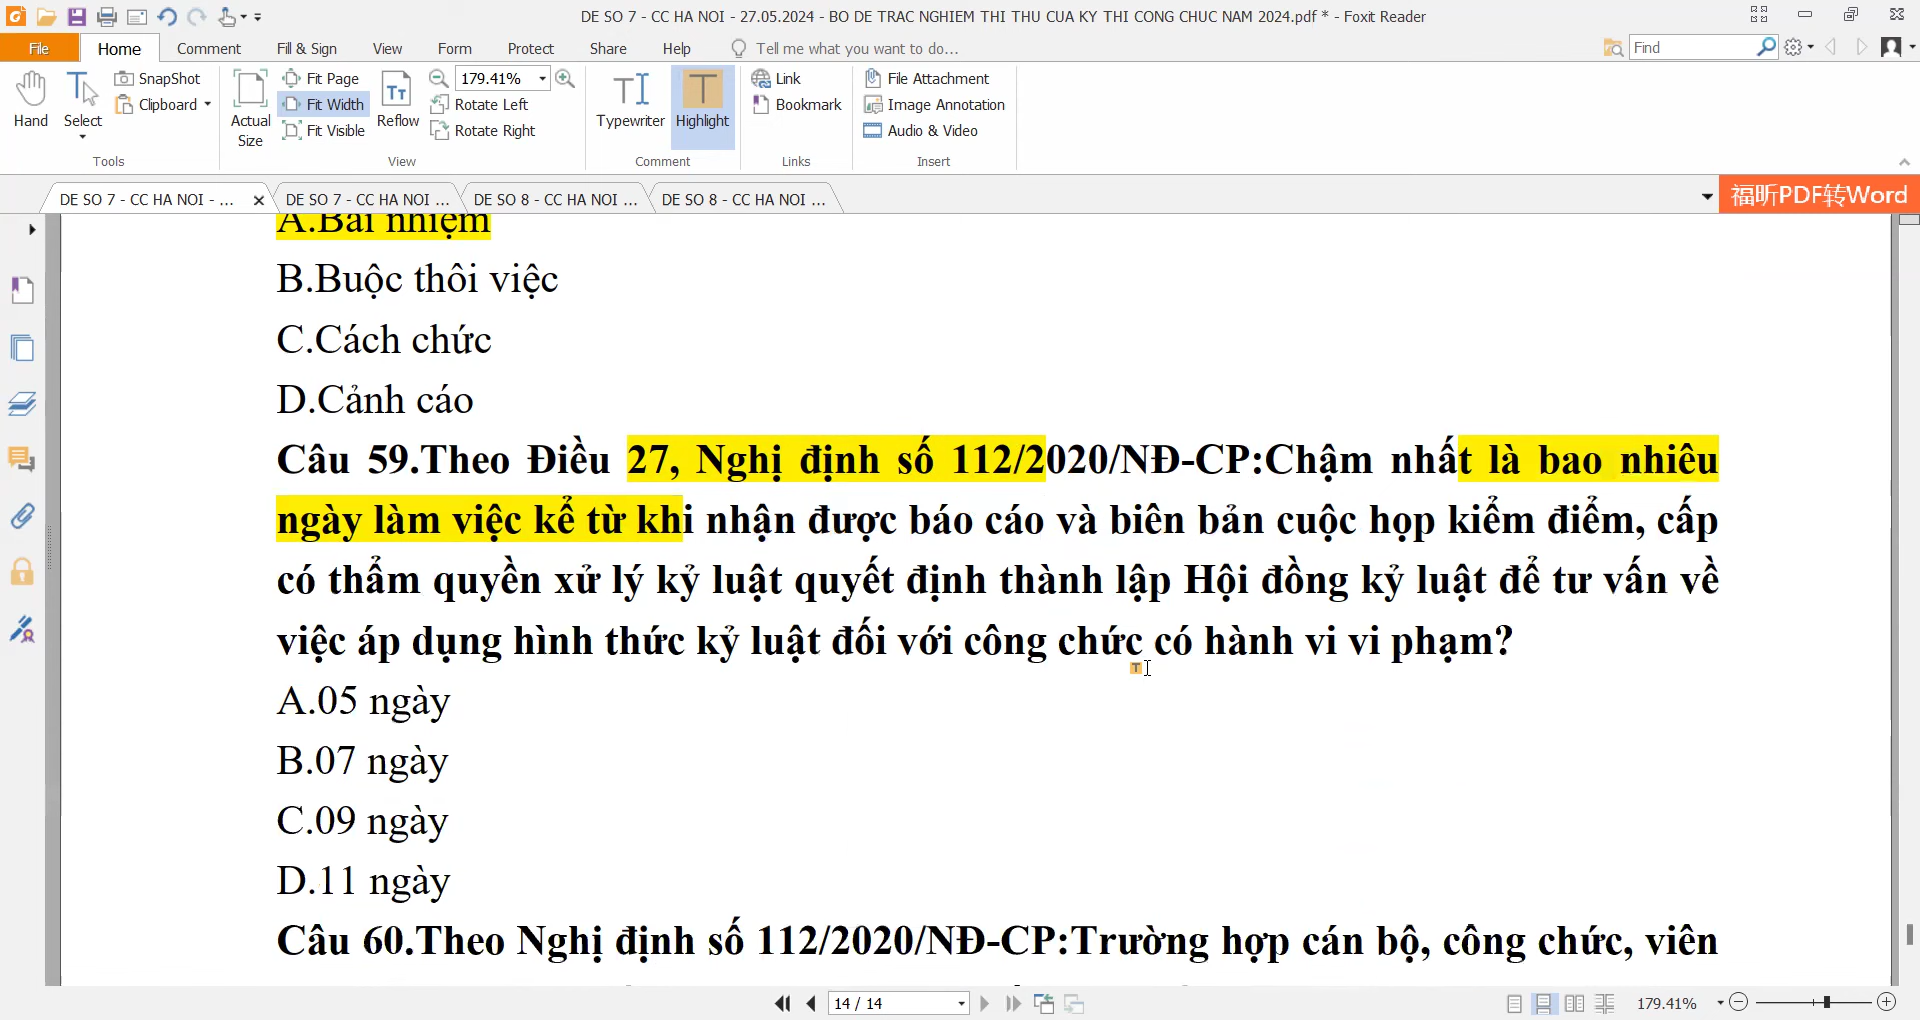 DE SO 7 - CC HA NOI - 27.05.2024 - BO DE TRAC NGHIEM THI THU CUA KY THI CONG CHUC NAM 2024.pdf * - Foxit Reader
File Home Comment Fill & Sign View Form Protect Share Help Tell me what you want to do... Find
SnapShot Fit Page 179.41% Link File Attachment
Clipboard Fit Width Rotate Left Bookmark Image Annotation
Hand Select Actual Size Reflow Typewriter Highlight
Fit Visible Rotate Right Audio & Video
Tools View Comment Links Insert
DE SO 7 - CC HA NOI - ... DE SO 7 - CC HA NOI ... DE SO 8 - CC HA NOI ... DE SO 8 - CC HA NOI ... 福昕PDF转Word
A.Bãi nhiệm
B.Buộc thôi việc
C.Cách chức
D.Cảnh cáo
Câu 59.Theo Điều 27, Nghị định số 112/2020/NĐ-CP:Chậm nhất là bao nhiêu
ngày làm việc kể từ khi nhận được báo cáo và biên bản cuộc họp kiểm điểm, cấp
có thẩm quyền xử lý kỷ luật quyết định thành lập Hội đồng kỷ luật để tư vấn về
việc áp dụng hình thức kỷ luật đối với công chức có hành vi vi phạm?
A.05 ngày
B.07 ngày
C.09 ngày
D.11 ngày
Câu 60.Theo Nghị định số 112/2020/NĐ-CP:Trường hợp cán bộ, công chức, viên
14 / 14 179.41%